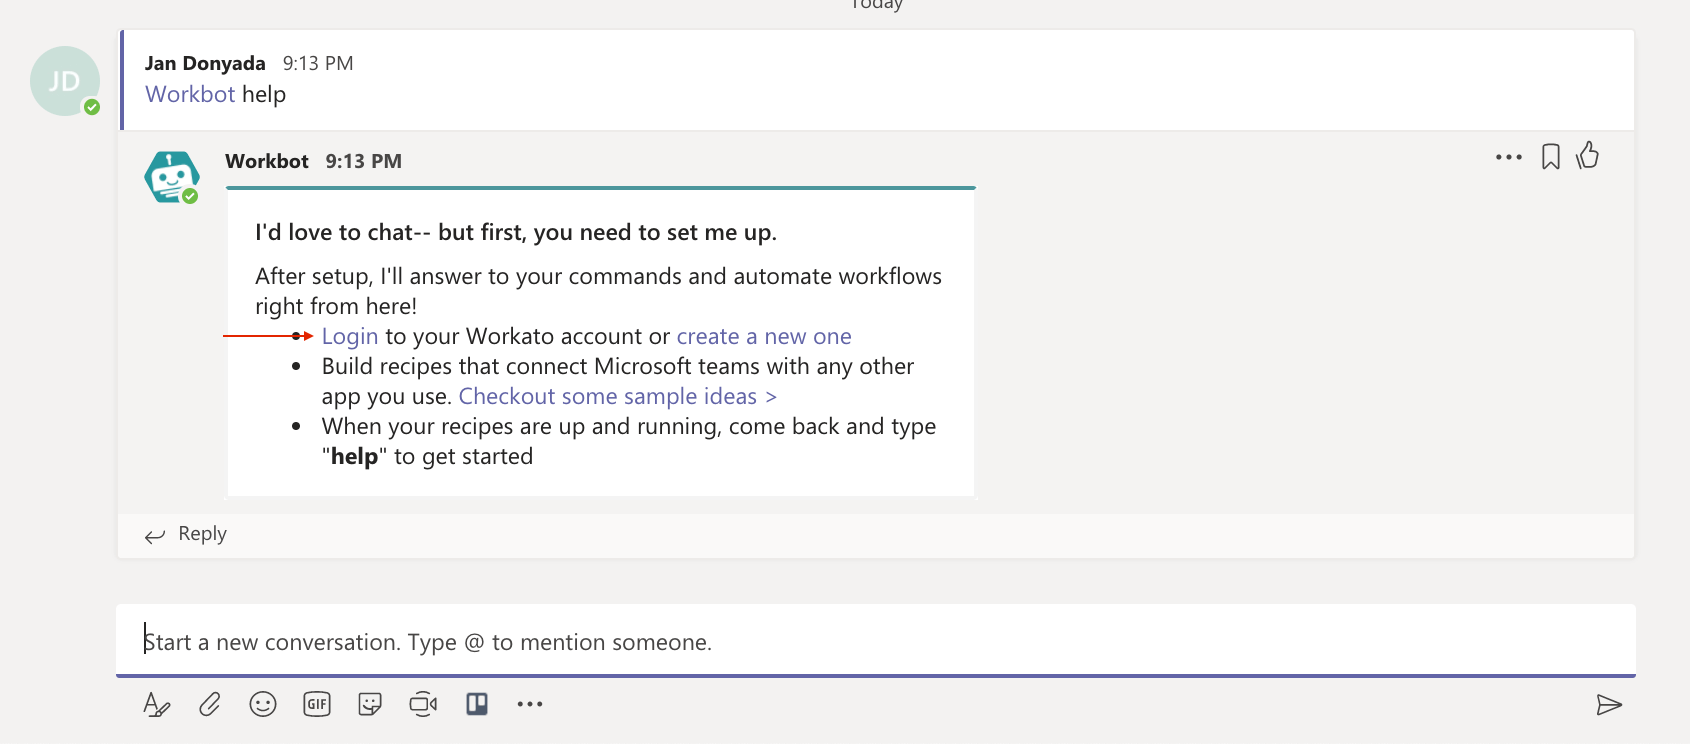 Today
JD
Jan Donyada 9:13 PM
Workbot help
Workbot 9:13 PM
I'd love to chat-- but first, you need to set me up.
After setup, I'll answer to your commands and automate workflows
right from here!
• Login to your Workato account or create a new one
• Build recipes that connect Microsoft teams with any other
app you use. Checkout some sample ideas >
• When your recipes are up and running, come back and type
"help" to get started
Reply
Start a new conversation. Type @ to mention someone.
GIF